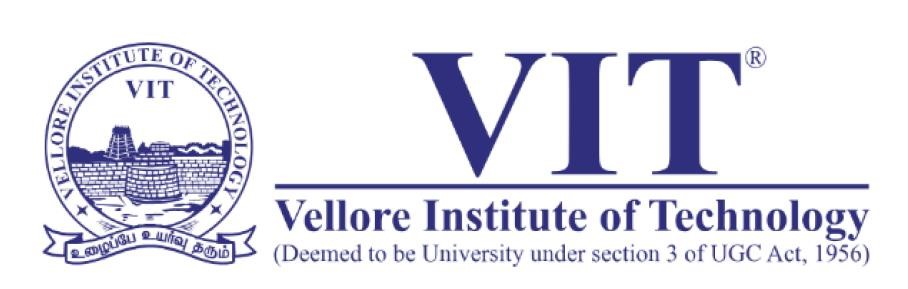 VELLORE INSTITUTE OF TECHNOLOGY
VIT
உழைப்பே உயர்வு தரும்
VIT®
Vellore Institute of Technology
(Deemed to be University under section 3 of UGC Act, 1956)